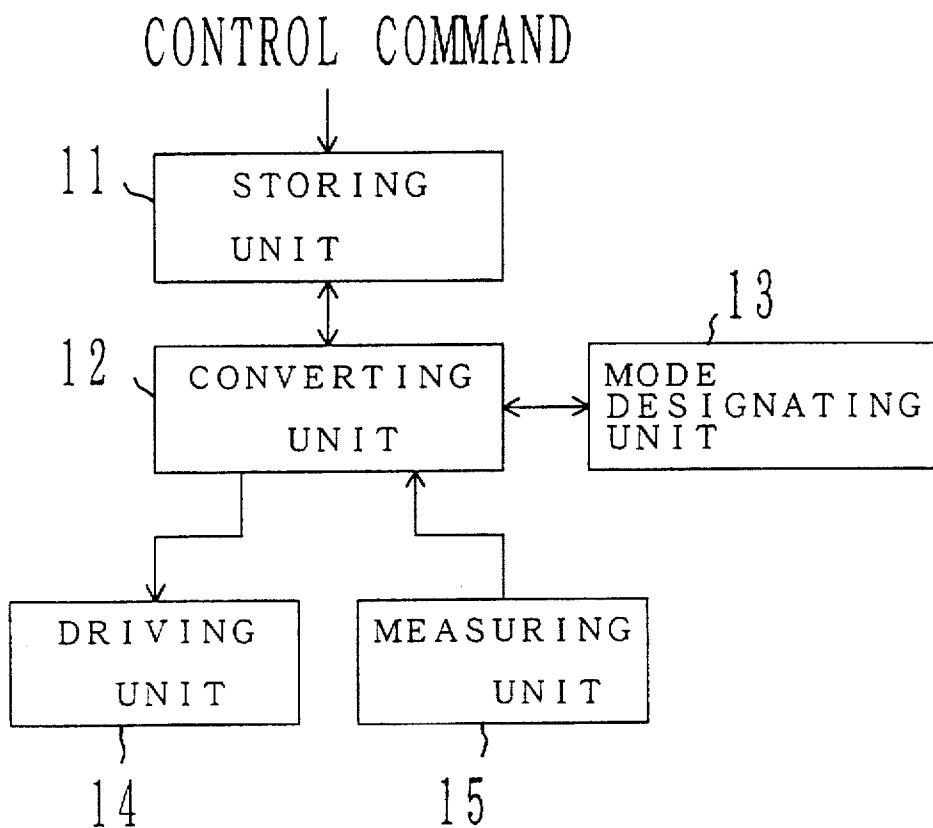 CONTROL COMMAND
11
STORING
UNIT
12
CONVERTING
UNIT
13
MODE
DESIGNATING
UNIT
DRIVING
UNIT
14
MEASURING
UNIT
15